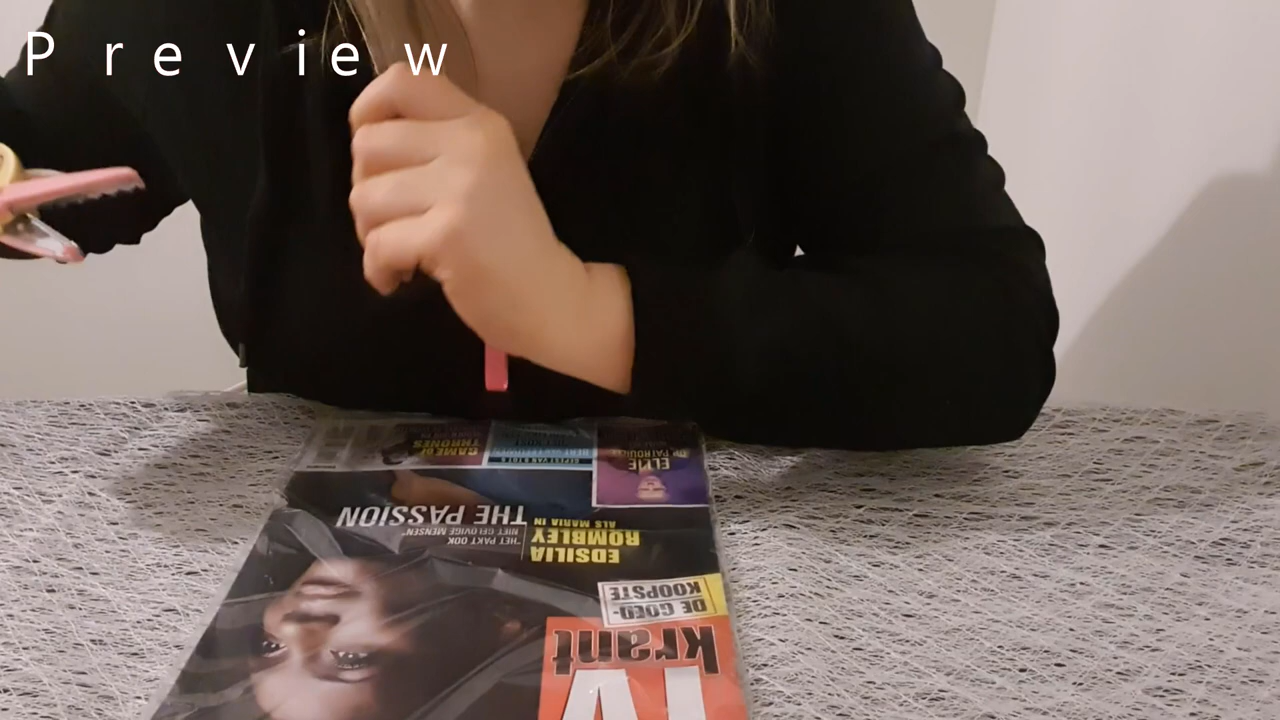 P r e v i e w
TV
krant
DE GOED-
KOOPSTE
EDSILIA
ROMBLEY
ALS MARIA IN
THE PASSION
"HET PAKT OOK
NIET GELOVIGE MENSEN"
ELLIE
GAME OF
THRONES